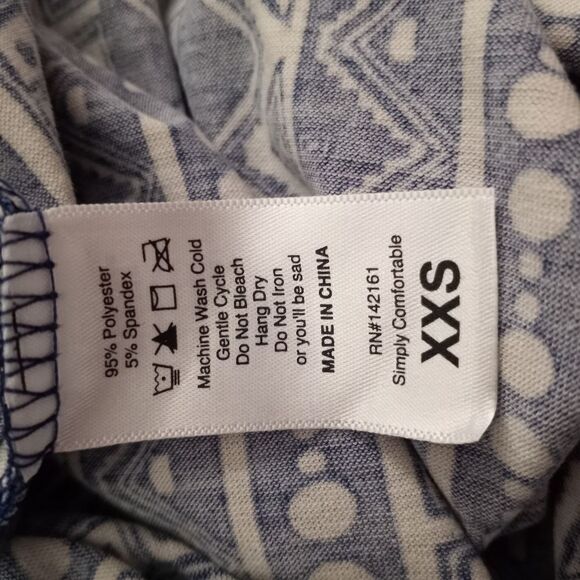 95% Polyester
5% Spandex
Machine Wash Cold
Gentle Cycle
Do Not Bleach
Hang Dry
Do Not Iron
or you'll be sad
MADE IN CHINA
RN#142161
Simply Comfortable
XXS